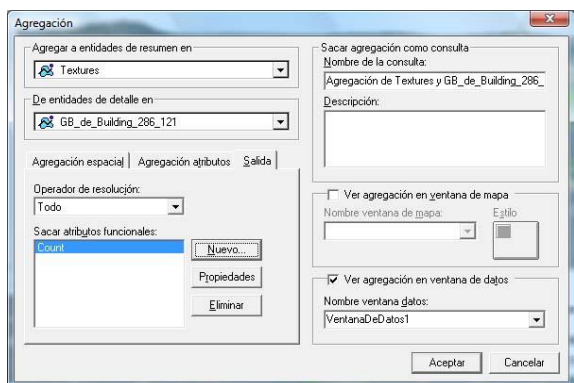 Agregación
Agregar a entidades de resumen en
Textures
De entidades de detalle en
GB_de_Building_286_121
Agregación espacial
Agregación atributos
Salida
Operador de resolución:
Todo
Sacar atributos funcionales:
Count
Nuevo...
Propiedades
Eliminar
Sacar agregación como consulta
Nombre de la consulta:
Agregación de Textures y GB_de_Building_286_
Descripción:
Ver agregación en ventana de mapa
Nombre ventana de mapa:
Estilo
Ver agregación en ventana de datos
Nombre ventana datos:
VentanaDeDatos1
Aceptar
Cancelar